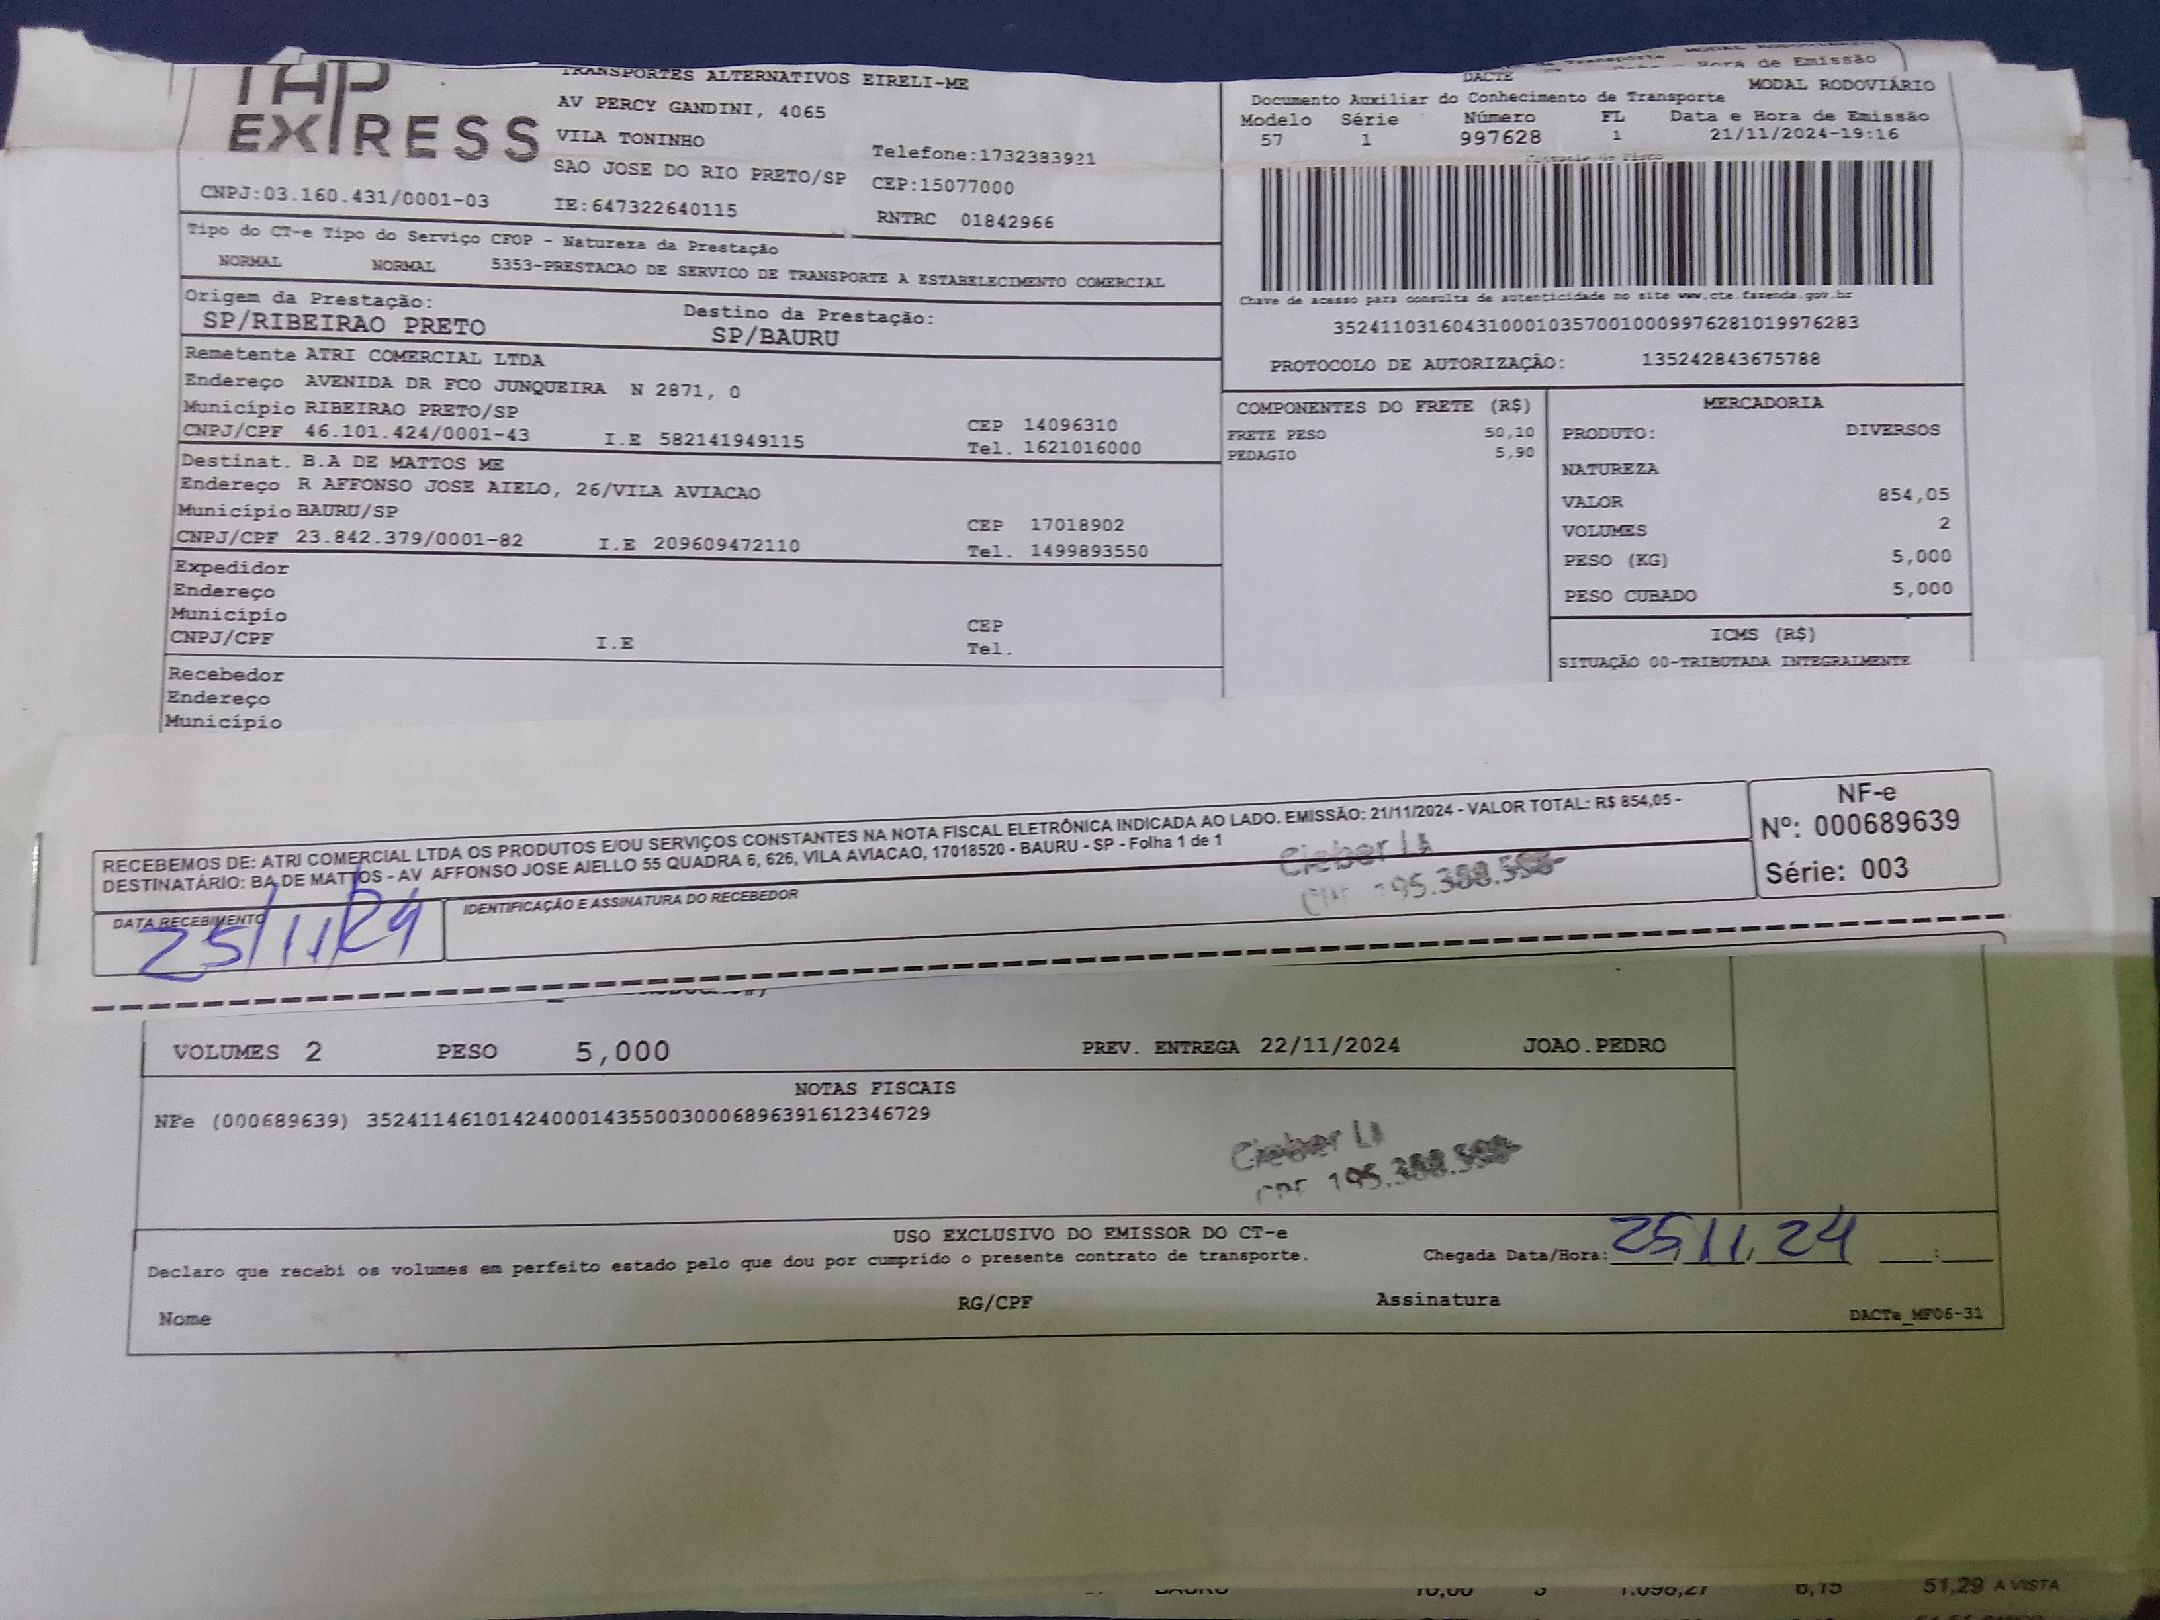 TAP
EXPRESS
TRANSPORTES ALTERNATIVOS EIRELI-ME
AV PERCY GANDINI, 4065
VILA TONINHO
Telefone:1732383921
SAO JOSE DO RIO PRETO/SP CEP:15077000
CNPJ:03.160.431/0001-03 IE:647322640115 RNTRC 01842966
Hora de Emissão
DACTE MODAL RODOVIÁRIO
Documento Auxiliar do Conhecimento de Transporte
Modelo Série Número FL Data e Hora de Emissão
57 1 997628 1 21/11/2024-19:16
Tipo do CT-e Tipo do Serviço CFOP - Natureza da Prestação
NORMAL NORMAL 5353-PRESTACAO DE SERVICO DE TRANSPORTE A ESTABELECIMENTO COMERCIAL
Chave de acesso para consulta de autenticidade no site www.cte.fazenda.gov.br
35241103160431000103570010009976281019976283
PROTOCOLO DE AUTORIZAÇÃO: 135242843675788
Origem da Prestação: Destino da Prestação:
SP/RIBEIRAO PRETO SP/BAURU
Remetente ATRI COMERCIAL LTDA
Endereço AVENIDA DR FCO JUNQUEIRA N 2871, 0
Município RIBEIRAO PRETO/SP CEP 14096310
CNPJ/CPF 46.101.424/0001-43 I.E 582141949115 Tel. 1621016000
Destinat. B.A DE MATTOS ME
Endereço R AFFONSO JOSE AIELO, 26/VILA AVIACAO
Município BAURU/SP CEP 17018902
CNPJ/CPF 23.842.379/0001-82 I.E 209609472110 Tel. 1499893550
Expedidor
Endereço
Município CEP
CNPJ/CPF I.E Tel.
Recebedor
Endereço
Município
COMPONENTES DO FRETE (R$)
FRETE PESO 50,10
PEDAGIO 5,90
MERCADORIA
PRODUTO: DIVERSOS
NATUREZA
VALOR 854,05
VOLUMES 2
PESO (KG) 5,000
PESO CUBADO 5,000
ICMS (R$)
SITUAÇÃO 00-TRIBUTADA INTEGRALMENTE
RECEBEMOS DE: ATRI COMERCIAL LTDA OS PRODUTOS E/OU SERVIÇOS CONSTANTES NA NOTA FISCAL ELETRÔNICA INDICADA AO LADO. EMISSÃO: 21/11/2024 - VALOR TOTAL: R$ 854,05 -
DESTINATÁRIO: BA DE MATTOS - AV AFFONSO JOSE AIELLO 55 QUADRA 6, 626, VILA AVIACAO, 17018520 - BAURU - SP - Folha 1 de 1
NF-e
Nº: 000689639
Série: 003
DATA RECEBIMENTO
25/11/24
IDENTIFICAÇÃO E ASSINATURA DO RECEBEDOR
VOLUMES 2 PESO 5,000 PREV. ENTREGA 22/11/2024 JOAO.PEDRO
NOTAS FISCAIS
NFe (000689639) 35241146101424000143550030006896391612346729
USO EXCLUSIVO DO EMISSOR DO CT-e
Declaro que recebi os volumes em perfeito estado pelo que dou por cumprido o presente contrato de transporte. Chegada Data/Hora: 25,11,24 :
Nome RG/CPF Assinatura
DACTe_MF06-31
BAURU 10,00 3 1.098,27 6,15 51,29 A VISTA